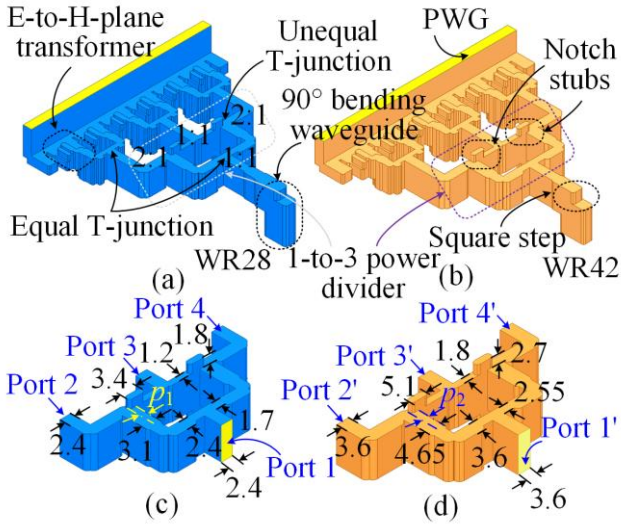 E-to-H-plane
transformer
Unequal
T-junction
90° bending
waveguide
2:1
1:1
2:1
1:1
Equal T-junction
WR28
(a)
PWG
Notch
stubs
Square step
WR42
1-to-3 power
divider
(b)
Port 4
1.8
Port 3
1.2
Port 2
3.4
p1
1.7
2.4
3.1
2.4
Port 1
2.4
(c)
Port 4'
2.7
Port 3'
1.8
2.55
Port 2'
5.1
p2
Port 1'
3.6
4.65
3.6
3.6
(d)